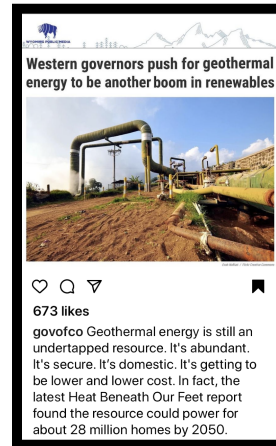 WYOMING PUBLIC MEDIA
Western governors push for geothermal
energy to be another boom in renewables
673 likes
govofco Geothermal energy is still an
undertapped resource. It's abundant.
It's secure. It's domestic. It's getting to
be lower and lower cost. In fact, the
latest Heat Beneath Our Feet report
found the resource could power for
about 28 million homes by 2050.